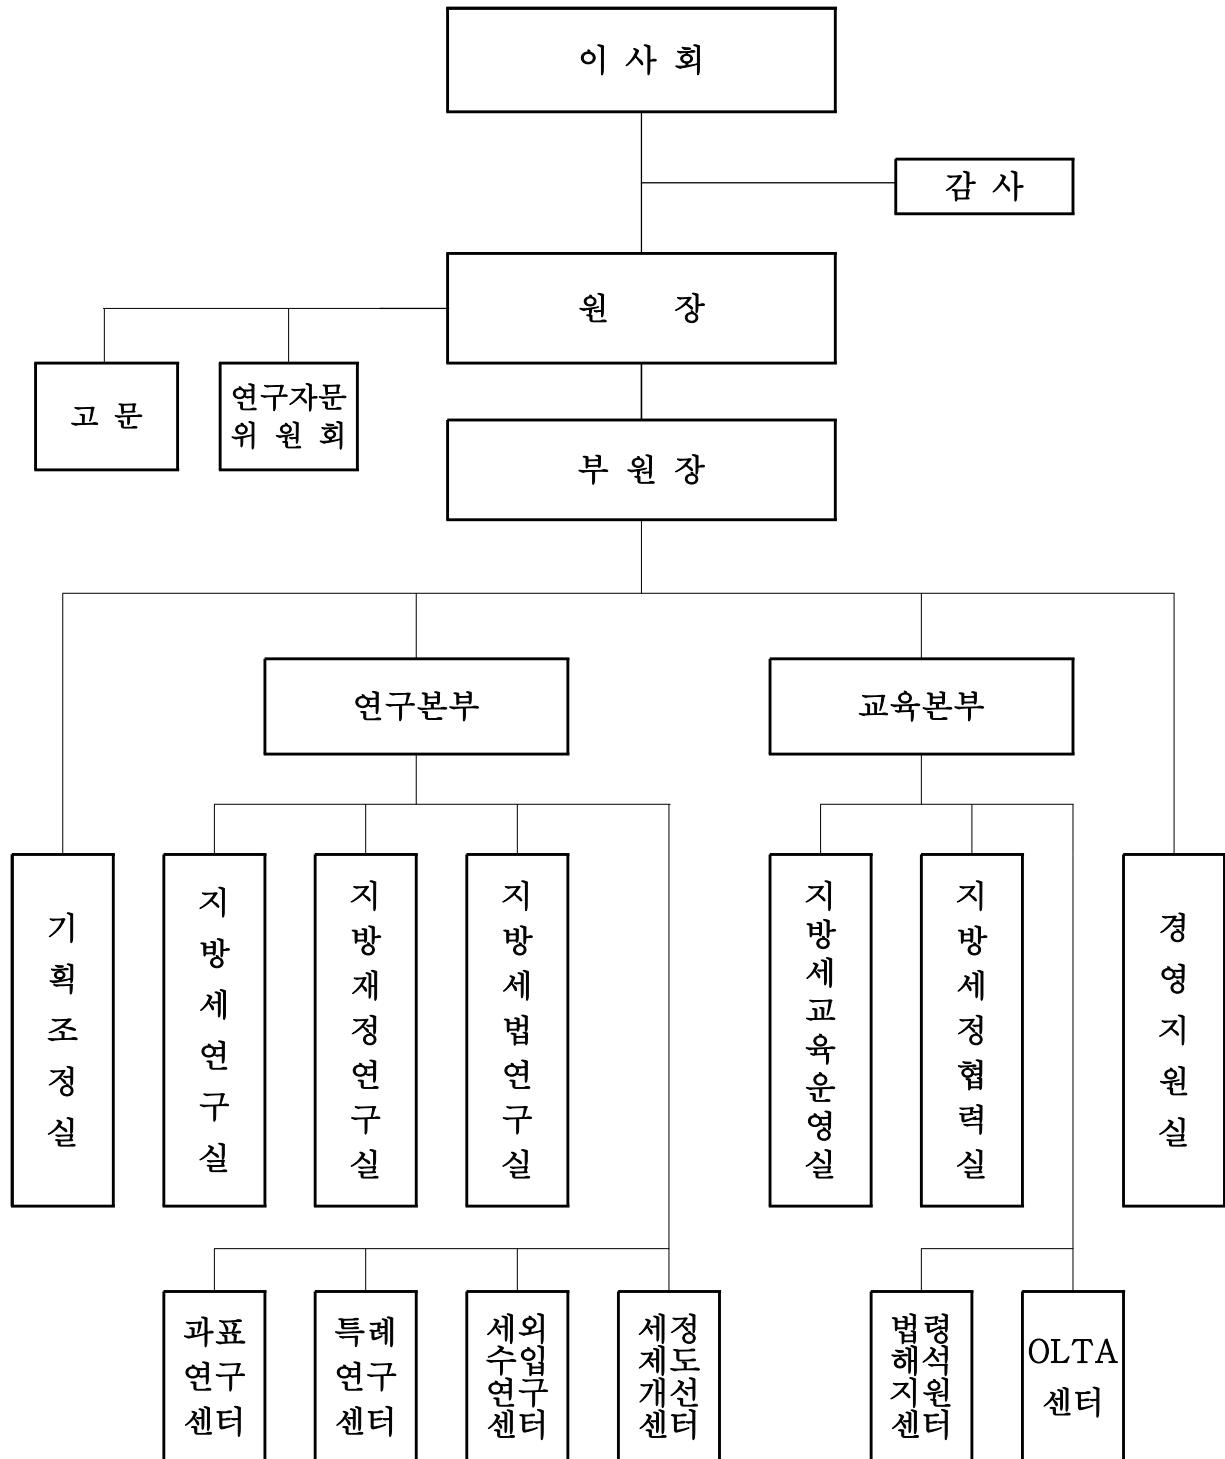 이 사 회
감 사
원 장
고 문
연구자문
위 원 회
부 원 장
연구본부
교육본부
기획조정실
지방세연구실
지방재정연구실
지방세법연구실
지방세교육운영실
지방세정협력실
경영지원실
과표
연구
센터
특례
연구
센터
세외
수입
연구
센터
세정
제도
개선
센터
법령
해석
지원
센터
OLTA
센터